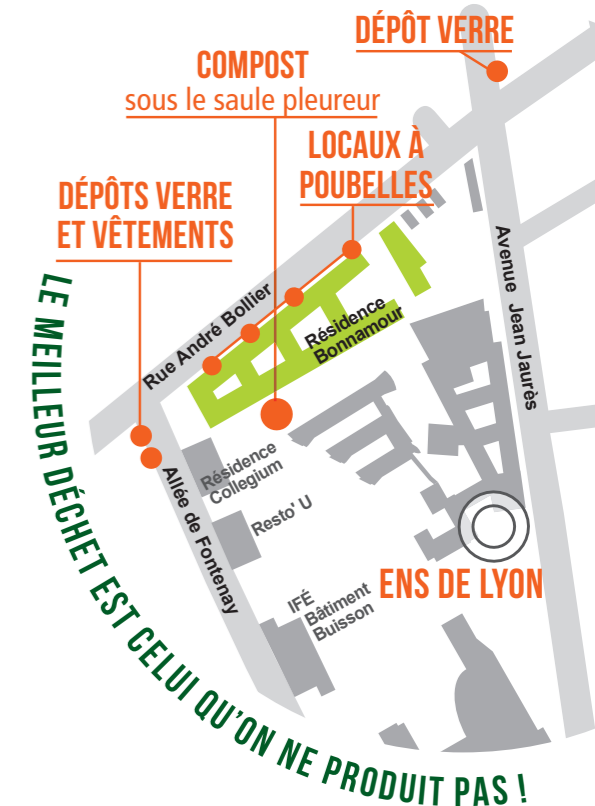 DÉPÔT VERRE
COMPOST
sous le saule pleureur
LOCAUX À
POUBELLES
DÉPÔTS VERRE
ET VÊTEMENTS
Rue André Bollier
Résidence
Bonnamour
Avenue Jean Jaurès
Résidence
Collegium
Resto' U
Allée de Fontenay
IFÉ
Bâtiment
Buisson
ENS DE LYON
LE MEILLEUR DÉCHET EST CELUI QU'ON NE PRODUIT PAS !